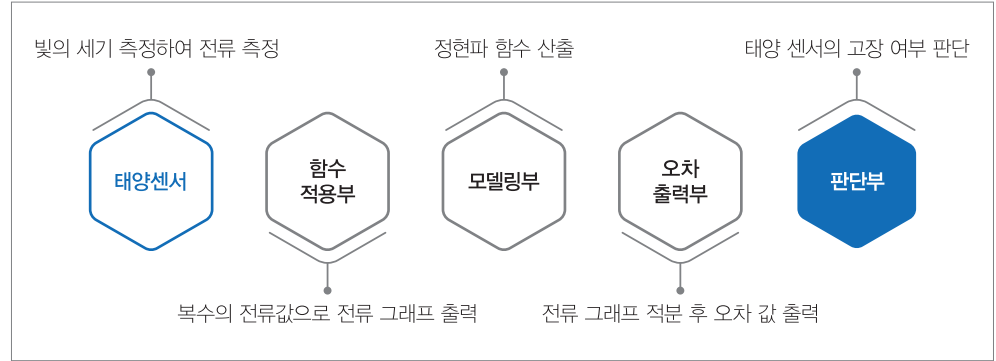 빛의 세기 측정하여 전류 측정
정현파 함수 산출
태양 센서의 고장 여부 판단
태양센서
함수
적용부
모델링부
오차
출력부
판단부
복수의 전류값으로 전류 그래프 출력
전류 그래프 적분 후 오차 값 출력